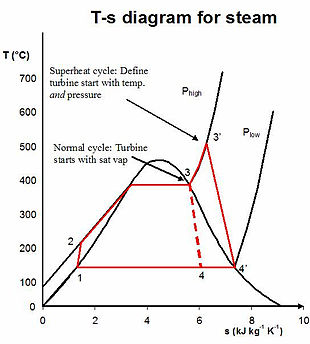 T-s diagram for steam
T (°C)
Superheat cycle: Define
turbine start with temp.
and pressure
Phigh
Plow
Normal cycle: Turbine
starts with sat vap
700
600
500
400
300
200
100
0
3'
3
2
1
4
4'
0
2
4
6
8
10
s (kJ kg-1 K-1)